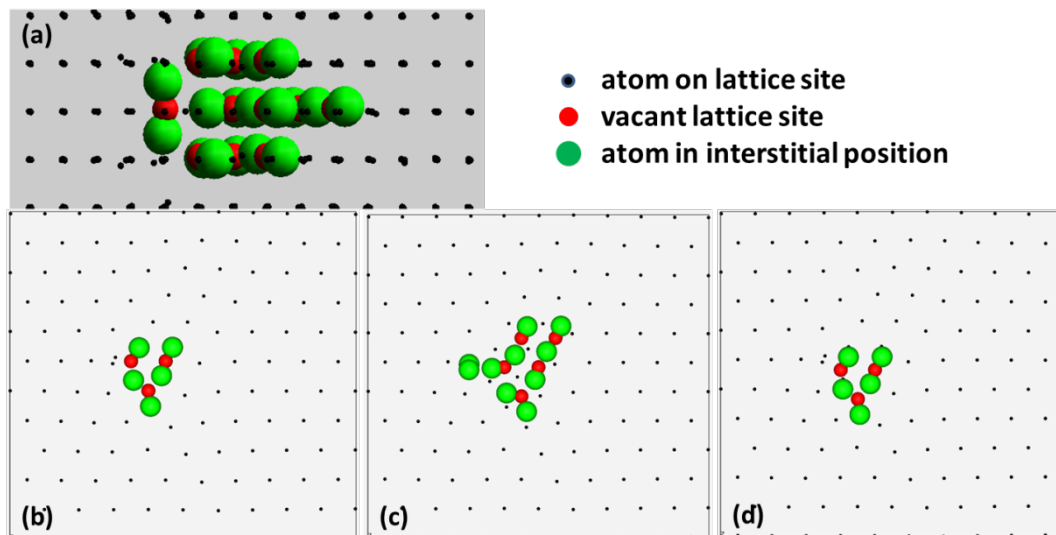 (a)
atom on lattice site
vacant lattice site
atom in interstitial position
(b)
(c)
(d)